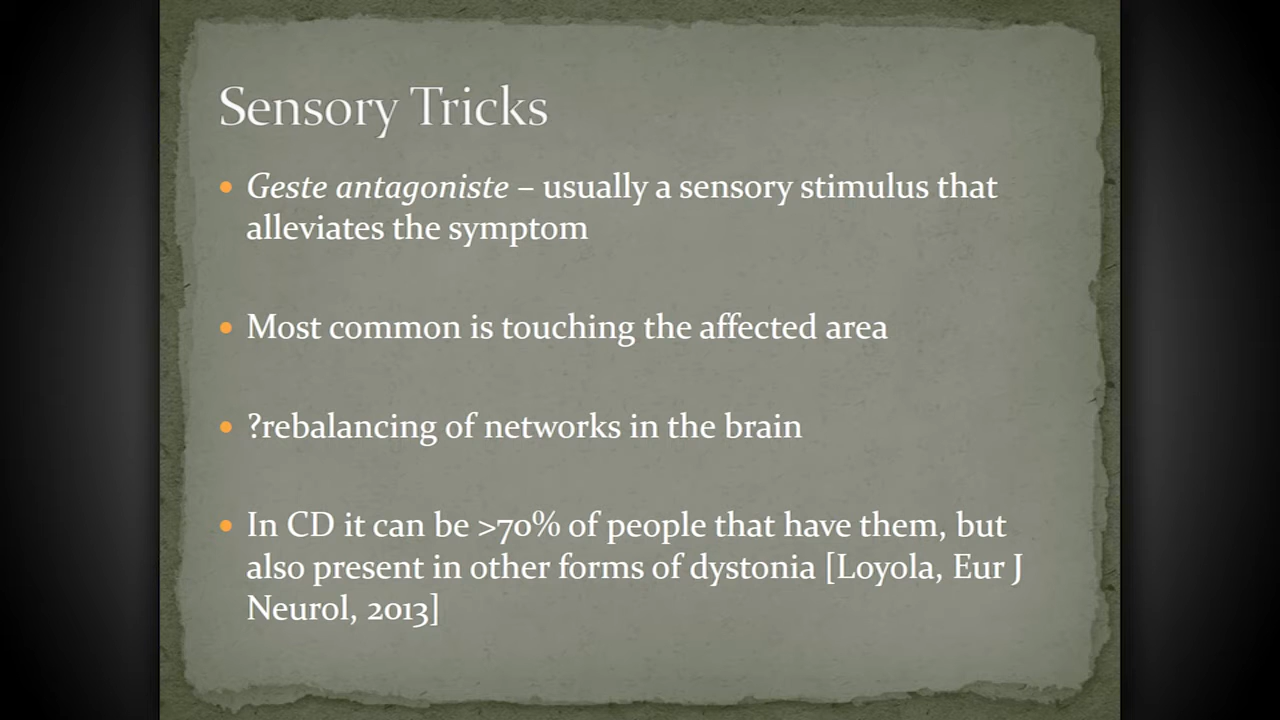 Sensory Tricks
• Geste antagoniste – usually a sensory stimulus that
alleviates the symptom
• Most common is touching the affected area
• ?rebalancing of networks in the brain
• In CD it can be >70% of people that have them, but
also present in other forms of dystonia [Loyola, Eur J
Neurol, 2013]